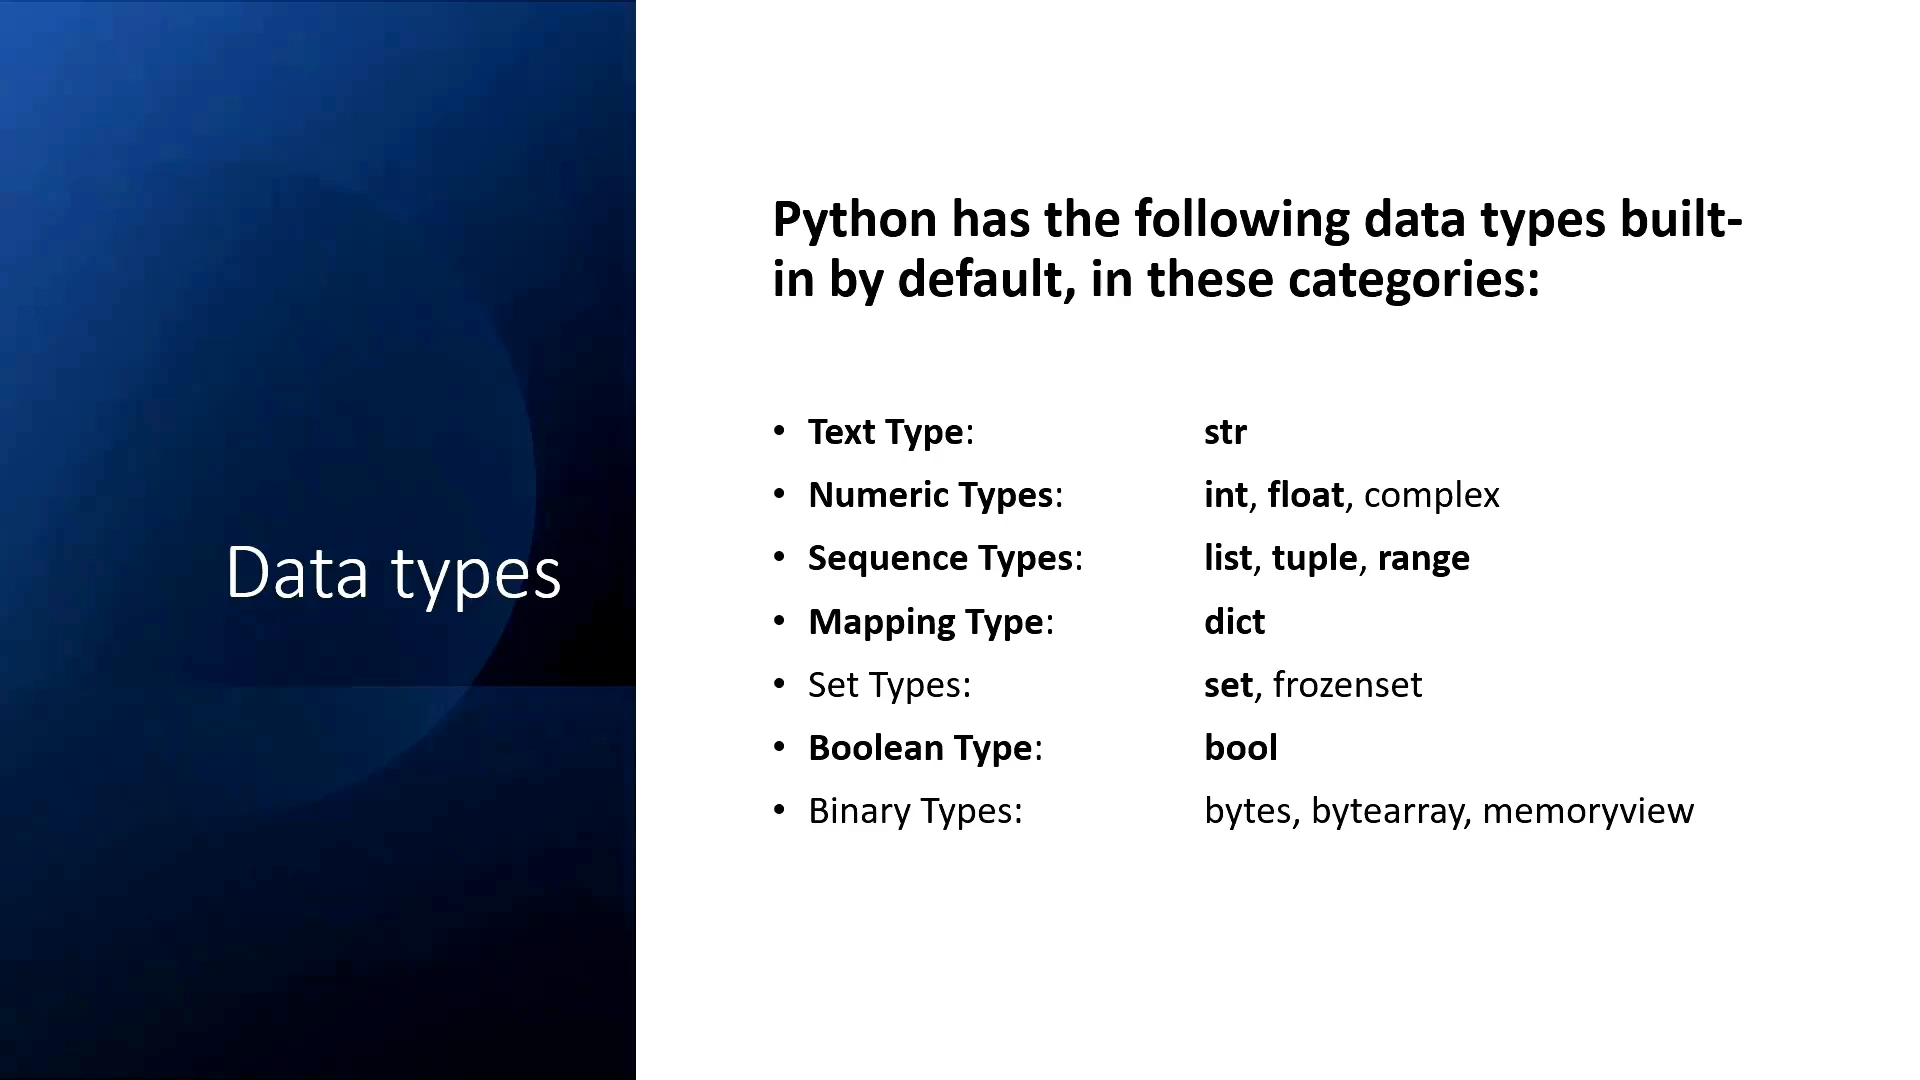 Data types
Python has the following data types built-
in by default, in these categories:
• Text Type: str
• Numeric Types: int, float, complex
• Sequence Types: list, tuple, range
• Mapping Type: dict
• Set Types: set, frozenset
• Boolean Type: bool
• Binary Types: bytes, bytearray, memoryview